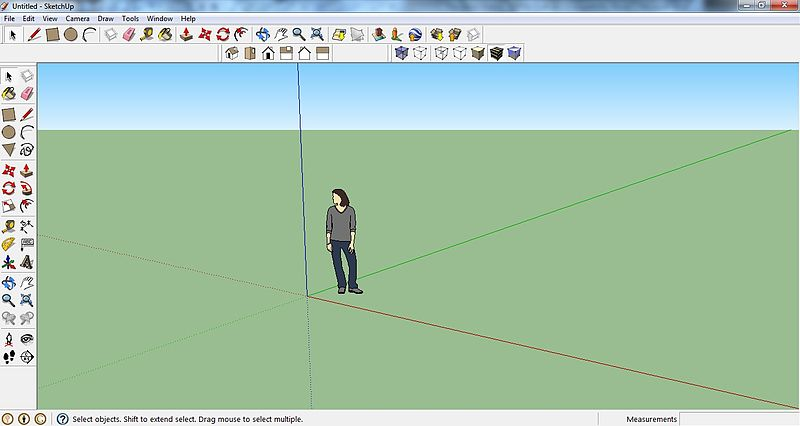 Untitled - SketchUp
File Edit View Camera Draw Tools Window Help
ABC
Select objects. Shift to extend select. Drag mouse to select multiple.
Measurements